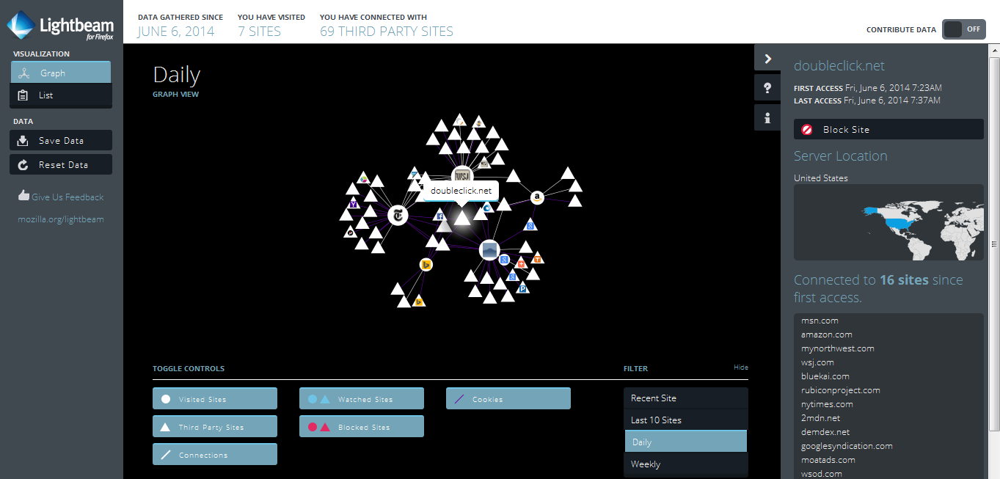 Lightbeam
for Firefox
DATA GATHERED SINCE
JUNE 6, 2014
YOU HAVE VISITED
7 SITES
YOU HAVE CONNECTED WITH
69 THIRD PARTY SITES
CONTRIBUTE DATA
OFF
VISUALIZATION
Graph
List
DATA
Save Data
Reset Data
Give Us Feedback
mozilla.org/lightbeam
Daily
GRAPH VIEW
WSJ
doubleclick.net
TOGGLE CONTROLS
Visited Sites
Watched Sites
Cookies
Third Party Sites
Blocked Sites
Connections
FILTER
Hide
Recent Site
Last 10 Sites
Daily
Weekly
doubleclick.net
FIRST ACCESS Fri, June 6, 2014 7:23AM
LAST ACCESS Fri, June 6, 2014 7:37AM
Block Site
Server Location
United States
Connected to 16 sites since
first access.
msn.com
amazon.com
mynorthwest.com
wsj.com
bluekai.com
rubiconproject.com
nytimes.com
2mdn.net
demdex.net
googlesyndication.com
moatads.com
wsod.com